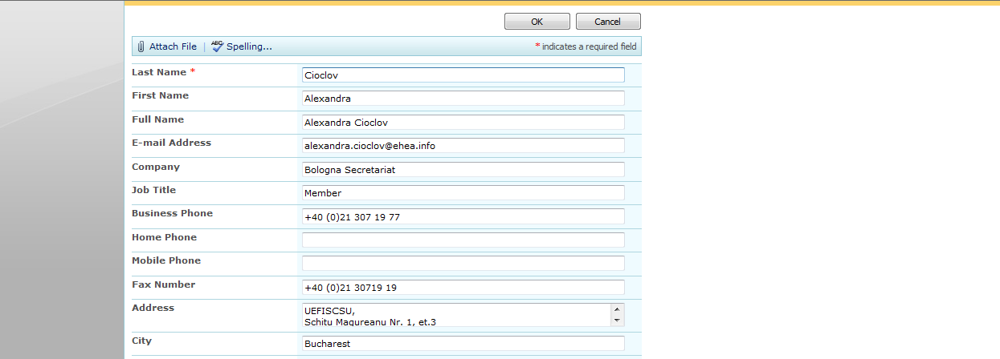 OK Cancel
Attach File | ABC Spelling... * indicates a required field
Last Name * Cioclov
First Name Alexandra
Full Name Alexandra Cioclov
E-mail Address alexandra.cioclov@ehea.info
Company Bologna Secretariat
Job Title Member
Business Phone +40 (0)21 307 19 77
Home Phone
Mobile Phone
Fax Number +40 (0)21 30719 19
Address UEFISCSU,
Schitu Magureanu Nr. 1, et.3
City Bucharest